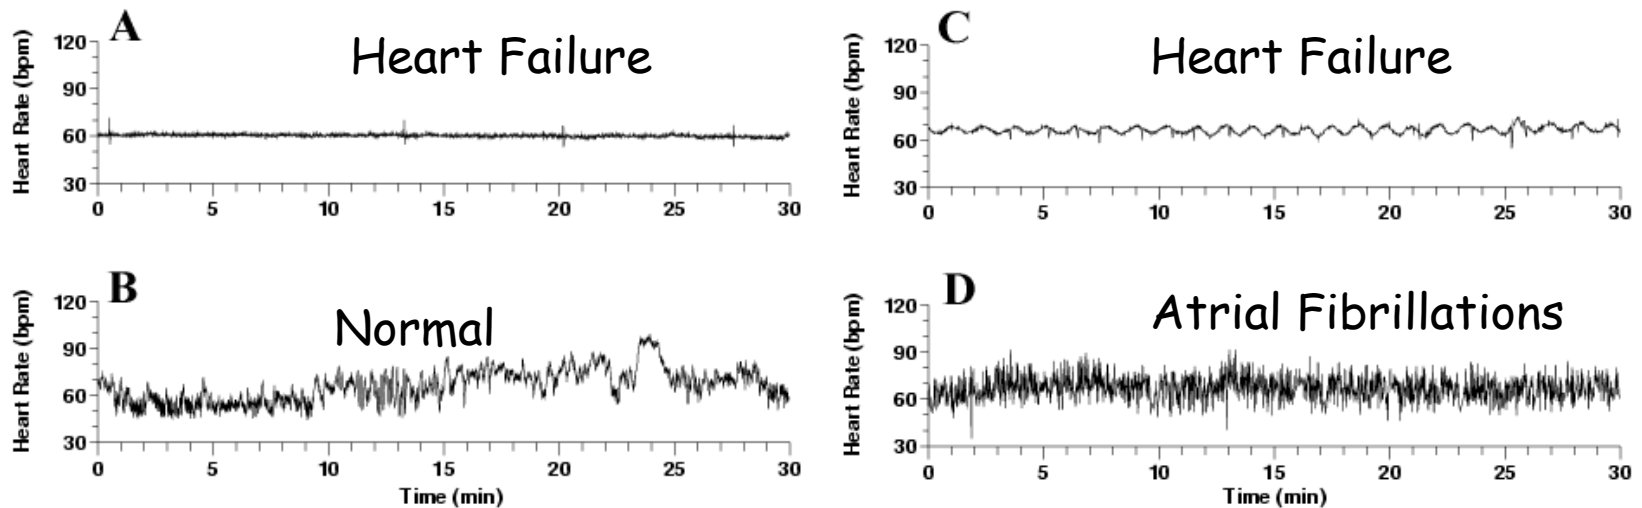 A
Heart Failure
Heart Rate (bpm)
120
90
60
30
0 5 10 15 20 25 30
C
Heart Failure
Heart Rate (bpm)
120
90
60
30
0 5 10 15 20 25 30
B
Normal
Heart Rate (bpm)
120
90
60
30
0 5 10 15 20 25 30
Time (min)
D
Atrial Fibrillations
Heart Rate (bpm)
120
90
60
30
0 5 10 15 20 25 30
Time (min)